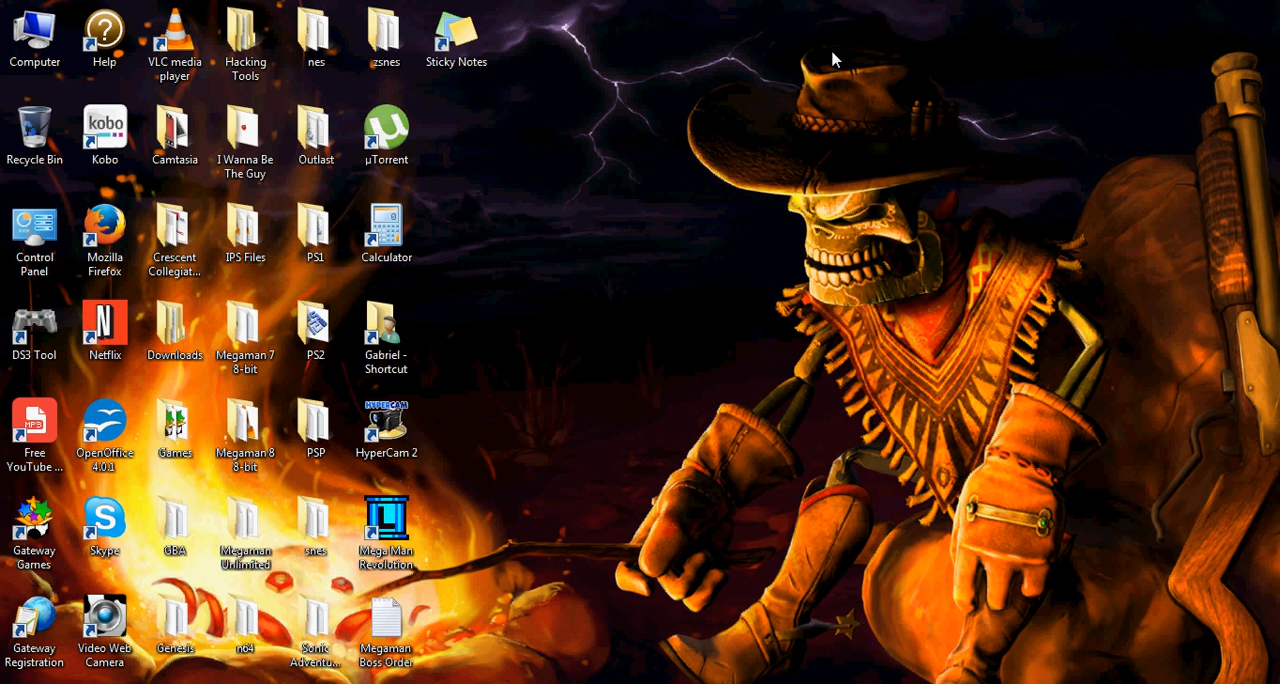 Computer
Help
VLC media
player
Hacking
Tools
nes
zsnes
Sticky Notes
Recycle Bin
kobo
Kobo
Camtasia
I Wanna Be
The Guy
Outlast
µTorrent
Control
Panel
Mozilla
Firefox
Crescent
Collegiat...
IPS Files
PS1
0
Calculator
DS3 Tool
N
Netflix
Downloads
Megaman 7
8-bit
PS2
Gabriel -
Shortcut
MP3
Free
YouTube ...
OpenOffice
4.0.1
Games
Megaman 8
8-bit
PSP
HYPERCAM
HyperCam 2
Gateway
Games
S
Skype
GBA
Megaman
Unlimited
snes
Mega Man
Revolution
Gateway
Registration
Video Web
Camera
Genesis
n64
Sonic
Adventu...
Megaman
Boss Order